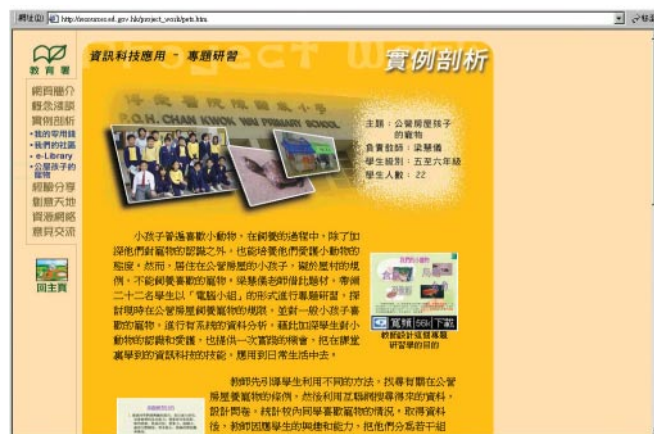 網址(D) http://resources.ed.gov.hk/project_work/pets.htm
教育署
網頁簡介
概念淺談
實例剖析
•我的零用錢
•我們的社區
•e-Library
•公屋孩子的
寵物
經驗分享
創意天地
資源網絡
意見交流
回主頁
Project Work
資訊科技應用 - 專題研習
實例剖析
P.O.H. CHAN KWOK WAI PRIMARY SCHOOL
主題：公營房屋孩子
的寵物
負責教師：梁慧儀
學生級別：五至六年級
學生人數：22
小孩子普遍喜歡小動物，在飼養的過程中，除了加
深他們對寵物的認識之外，也能培養他們愛護小動物的
態度。然而，居住在公營房屋的小孩子，礙於屋村的規
例，不能飼養喜歡的寵物。梁慧儀老師借此題材，帶領
二十二名學生以「電腦小組」的形式進行專題研習，探
討現時在公營房屋飼養寵物的規限，並對一般小孩子喜
歡的寵物，進行有系統的資料分析，藉此加深學生對小
動物的認識和愛護，也提供一次實踐的機會，把在課堂
裏學到的資訊科技的技能，應用到日常生活中去。
寬頻 56k 下載
教師設計這個專題
研習學的目的
教師先引導學生利用不同的方法，找尋有關在公營
房屋養寵物的條例，然後利用互聯網搜尋得來的資料，
設計問卷，統計校內同學喜歡寵物的情況。取得資料
後，教師因應學生的興趣和能力，把他們分爲若干組